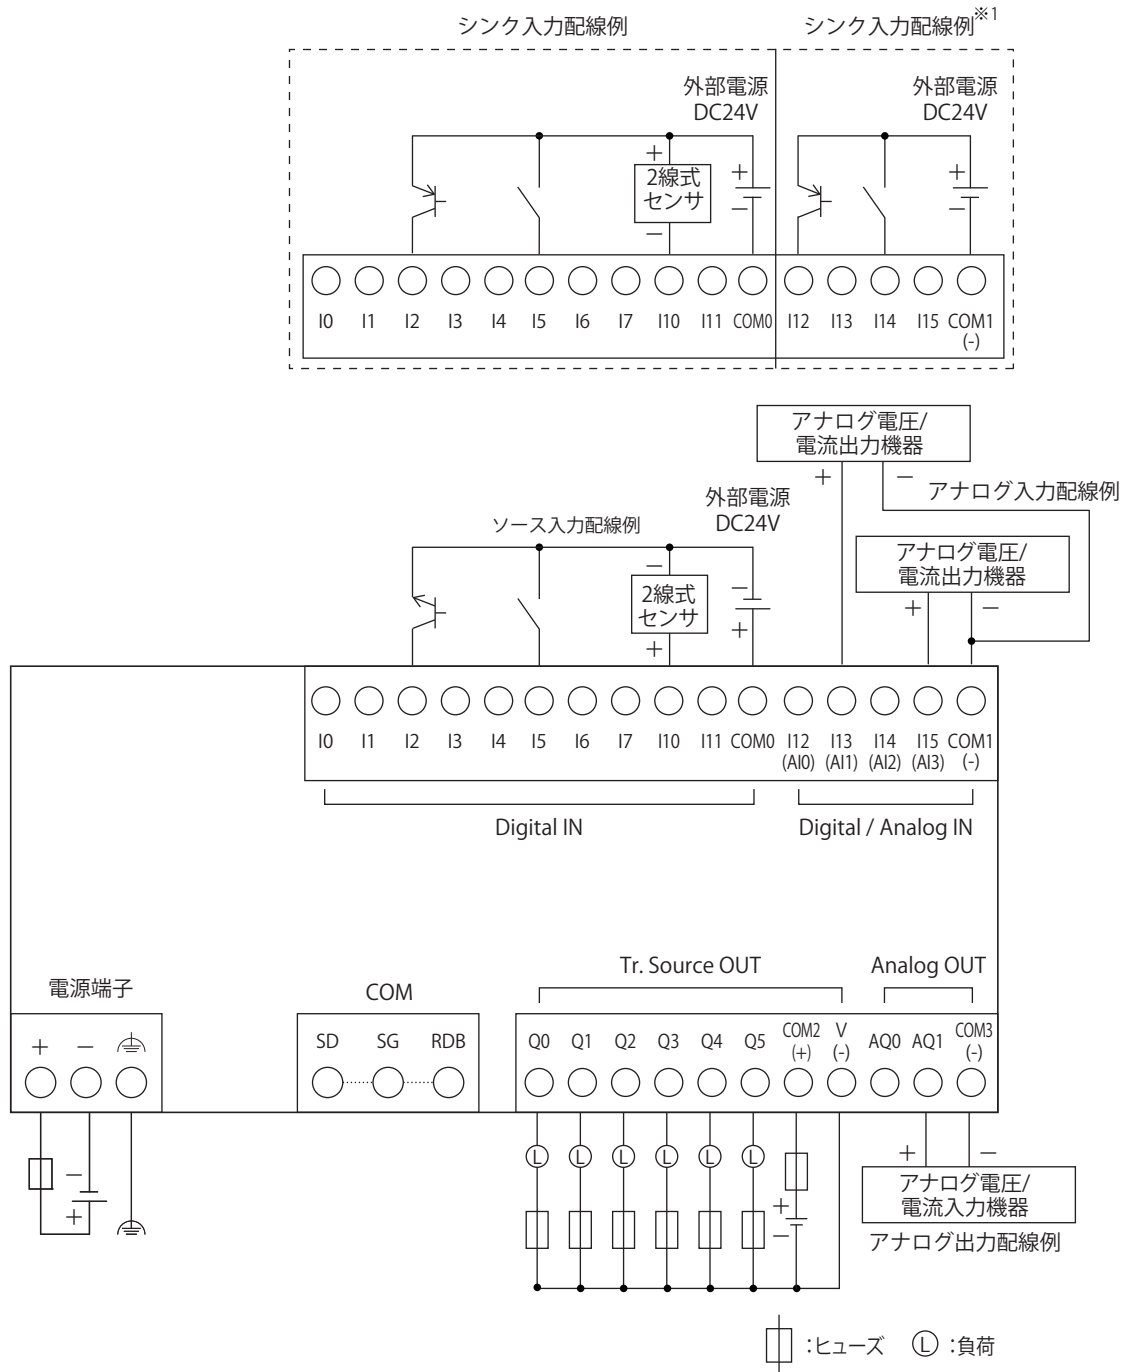 シンク入力配線例
シンク入力配線例※1
外部電源
DC24V
外部電源
DC24V
+
2線式
センサ
−
+
−
+
−
I0 I1 I2 I3 I4 I5 I6 I7 I10 I11 COM0 I12 I13 I14 I15 COM1
(-)
アナログ電圧/
電流出力機器
+ −
アナログ入力配線例
外部電源
DC24V
ソース入力配線例
アナログ電圧/
電流出力機器
+ −
−
2線式
センサ
+
−
+
I0 I1 I2 I3 I4 I5 I6 I7 I10 I11 COM0 I12 I13 I14 I15 COM1
(AI0) (AI1) (AI2) (AI3) (-)
Digital IN
Digital / Analog IN
電源端子
COM
Tr. Source OUT
Analog OUT
+ −
SD SG RDB
Q0 Q1 Q2 Q3 Q4 Q5 COM2 V AQ0 AQ1 COM3
(+) (-) (-)
−
+
L L L L L L
+
−
+ −
アナログ電圧/
電流入力機器
アナログ出力配線例
:ヒューズ
L :負荷